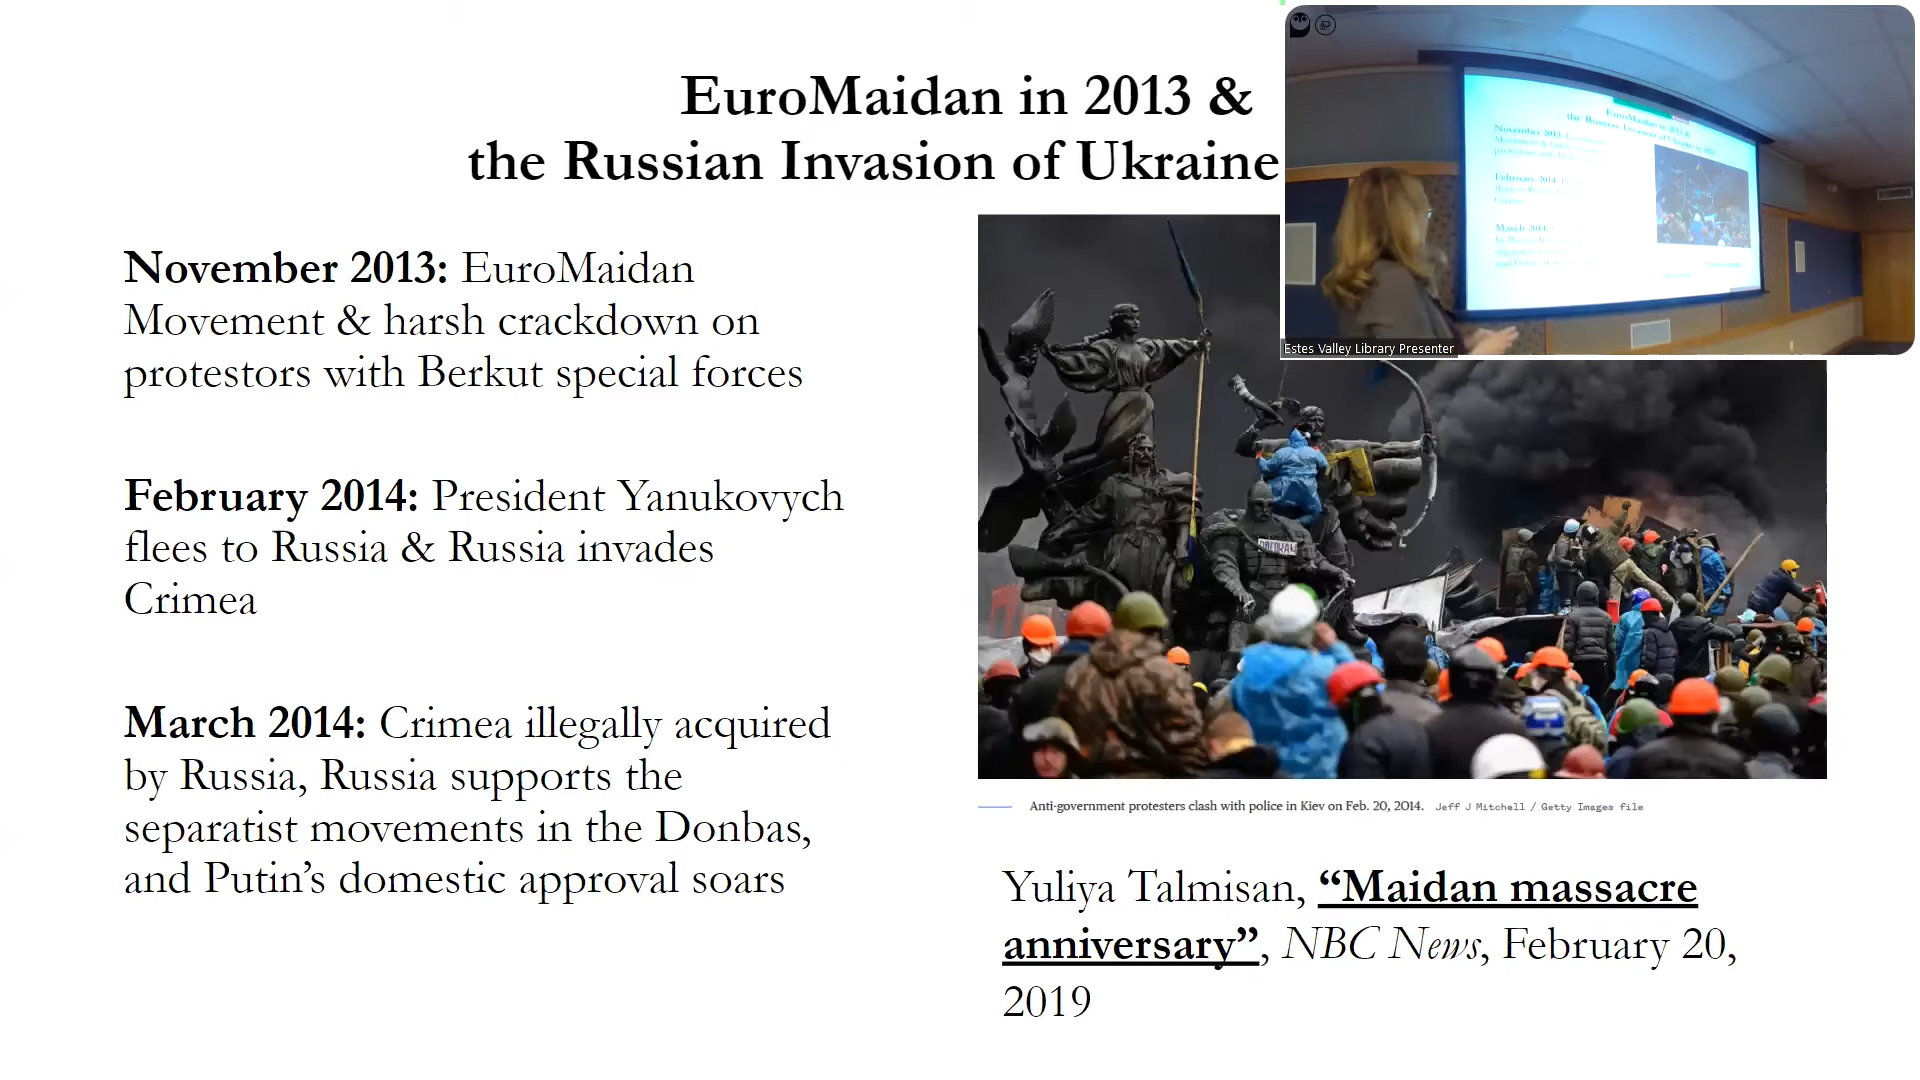 EuroMaidan in 2013 &
the Russian Invasion of Ukraine
November 2013: EuroMaidan
Movement & harsh crackdown on
protestors with Berkut special forces
February 2014: President Yanukovych
flees to Russia & Russia invades
Crimea
March 2014: Crimea illegally acquired
by Russia, Russia supports the
separatist movements in the Donbas,
and Putin’s domestic approval soars
Estes Valley Library Presenter
Anti-government protesters clash with police in Kiev on Feb. 20, 2014. Jeff J Mitchell / Getty Images file
Yuliya Talmisan, “Maidan massacre
anniversary”, NBC News, February 20,
2019